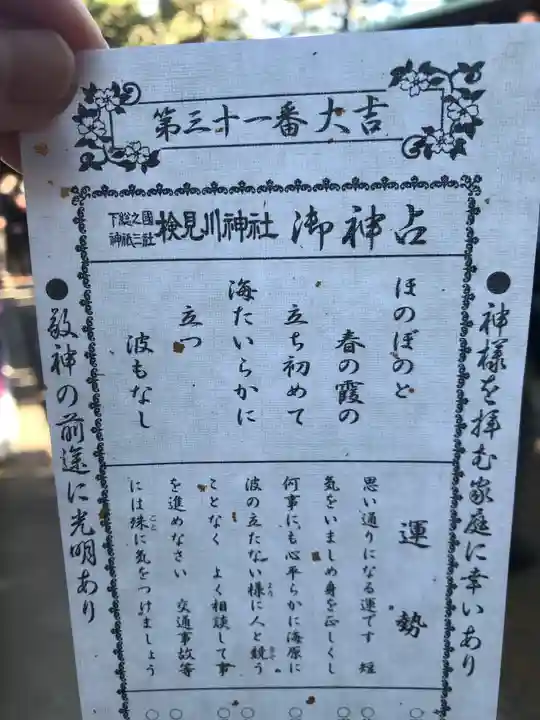 第三十一番大吉
下総之國
神祇三社
検見川神社 御神占
●神様を拝む家庭に幸いあり
ほのぼのと
春の霞の
立ち初めて
海たいらかに
立つ
波もなし
●敬神の前途に光明あり
運勢
思い通りになる運です 短
気をいましめ身を正しくし
何事にも心平らかに海原に
波の立たない様に人と競う
ことなく よく相談して事
を進めなさい 交通事故等
には殊に気をつけましょう